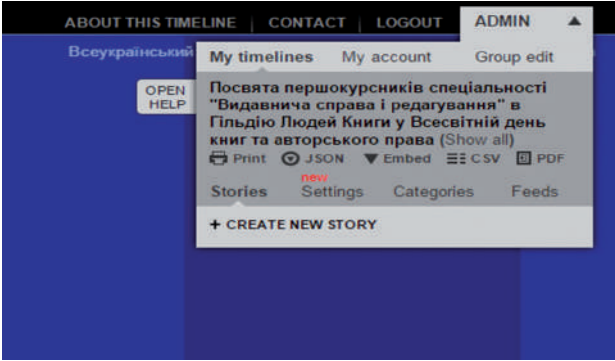 ABOUT THIS TIMELINE | CONTACT | LOGOUT ADMIN
Всеукраїнський
My timelines My account Group edit
OPEN
HELP
Посвята першокурсників спеціальності
"Видавнича справа і редагування" в
Гільдію Людей Книги у Всесвітній день
книг та авторського права (Show all)
Print JSON Embed CSV PDF
new
Stories Settings Categories Feeds
+ CREATE NEW STORY